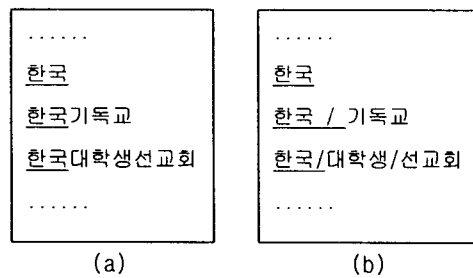 ......
한국
한국기독교
한국대학생선교회
......
(a)
......
한국
한국 / 기독교
한국/대학생/선교회
......
(b)